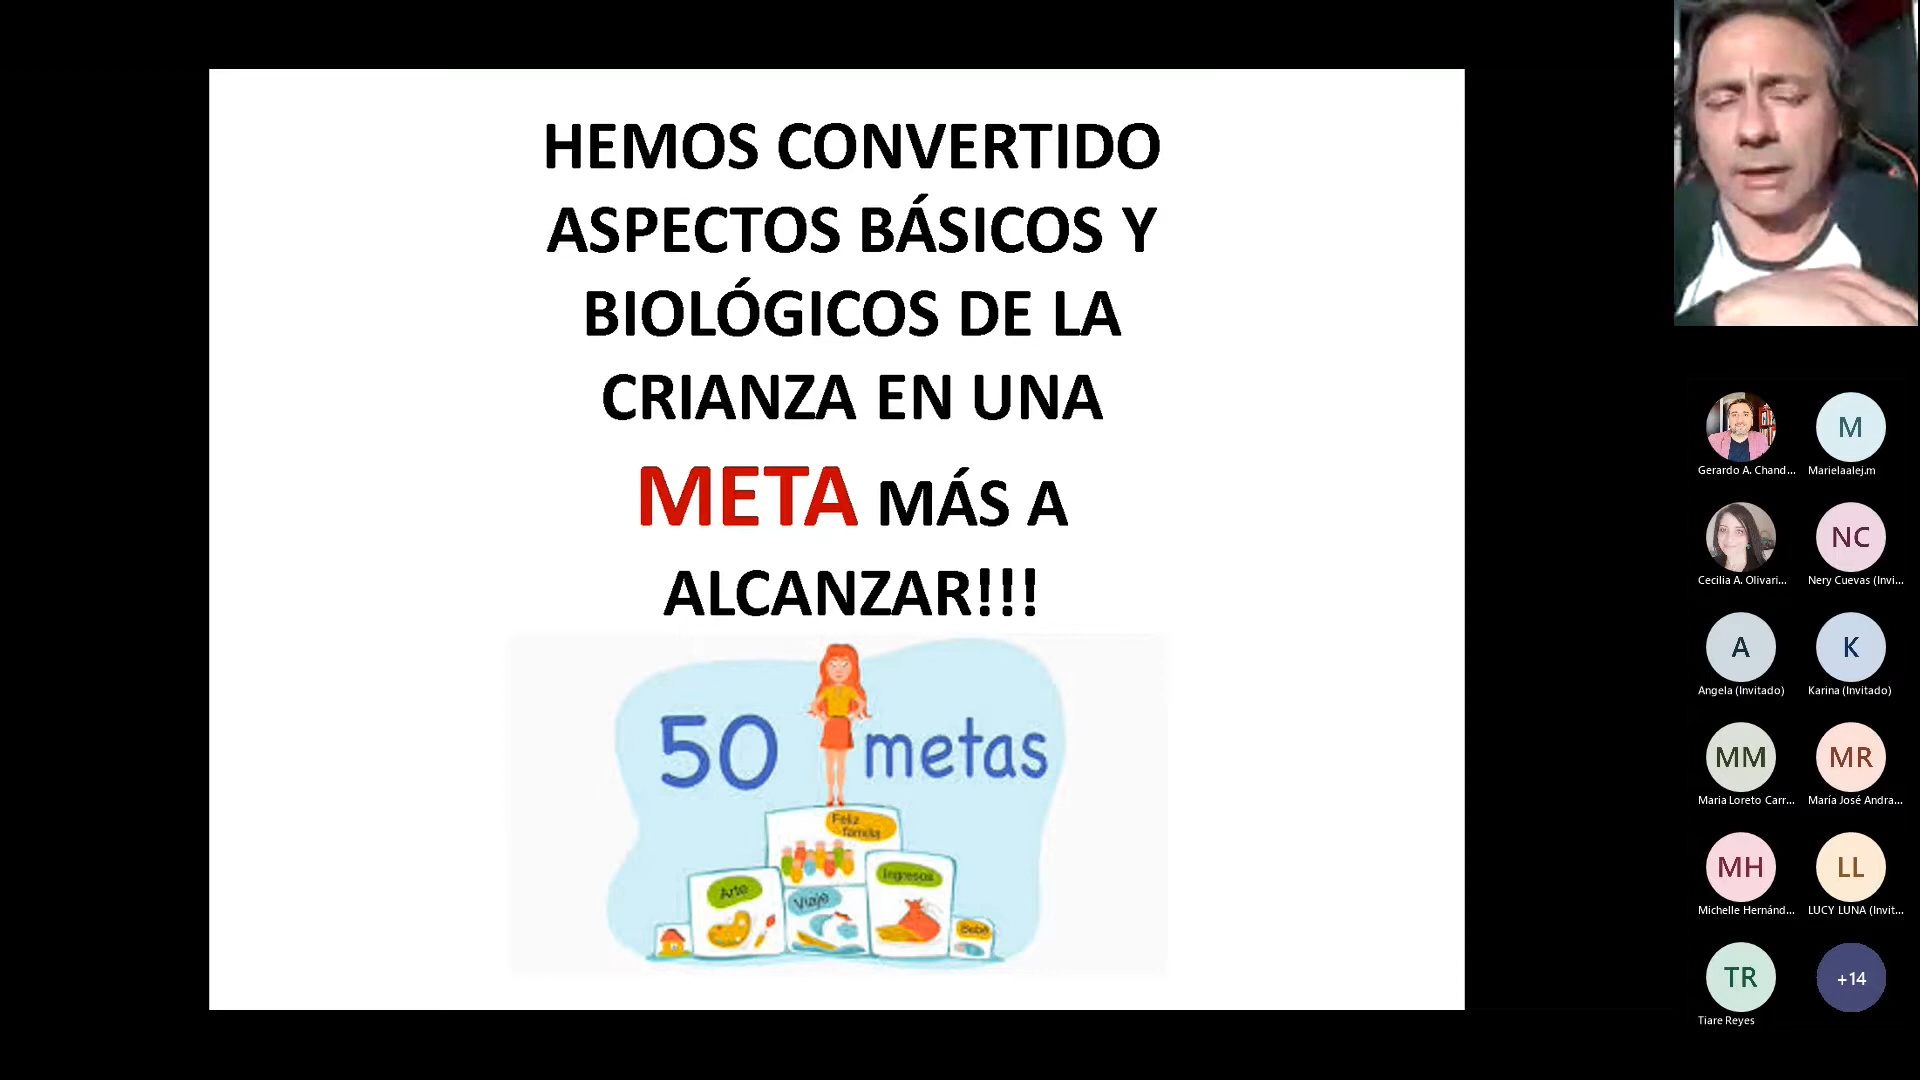 HEMOS CONVERTIDO
ASPECTOS BÁSICOS Y
BIOLÓGICOS DE LA
CRIANZA EN UNA
META MÁS A
ALCANZAR!!!
50 metas
Feliz
familia
Ingresos
Arte
Viaje
Bebé
Gerardo A. Chand...
M
Marielaalej.m
Cecilia A. Olivari...
NC
Nery Cuevas (Invi...
A
Angela (Invitado)
K
Karina (Invitado)
MM
Maria Loreto Carr...
MR
María José Andra...
MH
Michelle Hernánd...
LL
LUCY LUNA (Invit...
TR
Tiare Reyes
+14